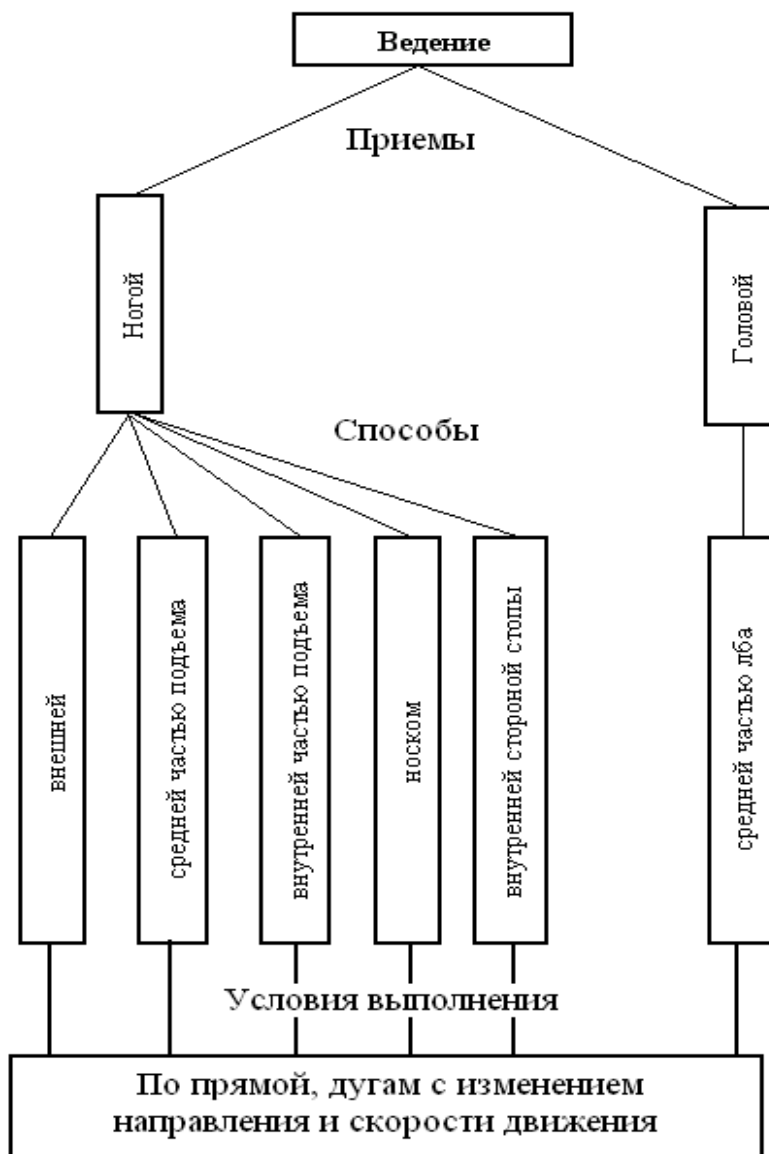 Ведение
Приемы
Ногой
Головой
Способы
внешней
средней частью подъема
внутренней частью подъема
носком
внутренней стороной стопы
средней частью лба
Условия выполнения
По прямой, дугам с изменением
направления и скорости движения